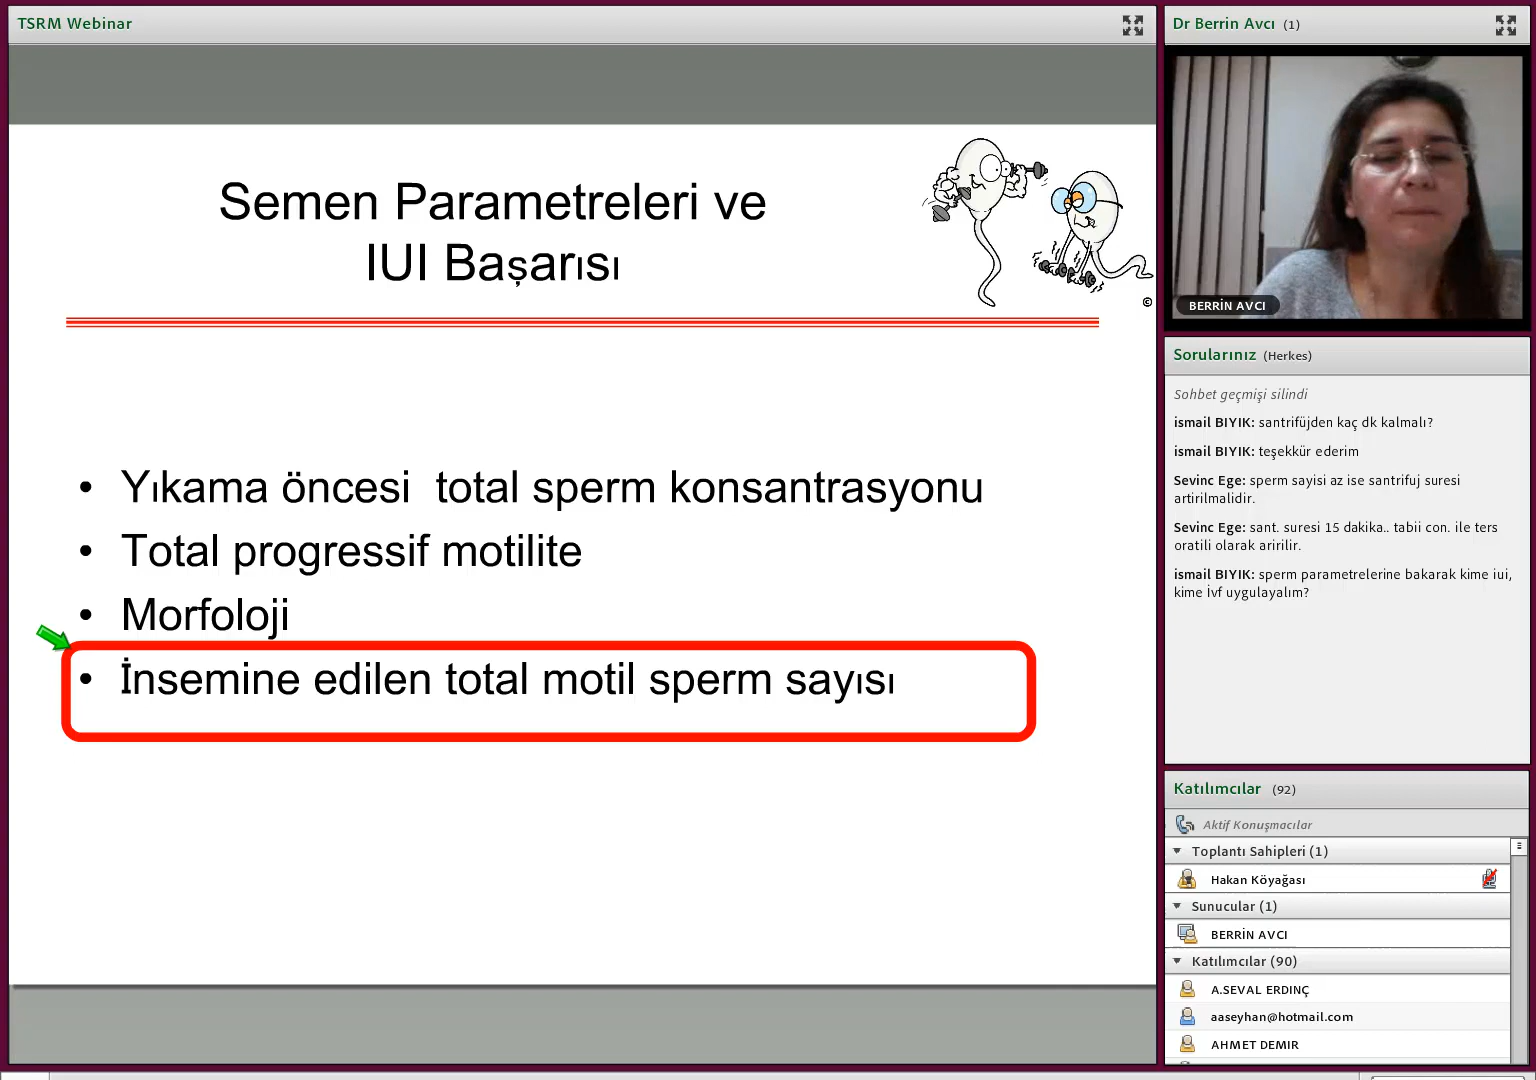 TSRM Webinar
Semen Parametreleri ve
IUI Başarısı
©
• Yıkama öncesi  total sperm konsantrasyonu
• Total progressif motilite
• Morfoloji
• İnsemine edilen total motil sperm sayısı
Dr Berrin Avcı (1)
BERRİN AVCI
Sorularınız (Herkes)
Sohbet geçmişi silindi
ismail BIYIK: santrifüjden kaç dk kalmalı?
ismail BIYIK: teşekkür ederim
Sevinc Ege: sperm sayisi az ise santrifuj suresi
artirilmalidir.
Sevinc Ege: sant. suresi 15 dakika.. tabii con. ile ters
oratili olarak aririlir.
ismail BIYIK: sperm parametrelerine bakarak kime iui,
kime İvf uygulayalım?
Katılımcılar (92)
Aktif Konuşmacılar
Toplantı Sahipleri (1)
Hakan Köyağası
Sunucular (1)
BERRİN AVCI
Katılımcılar (90)
A.SEVAL ERDINÇ
aaseyhan@hotmail.com
AHMET DEMIR